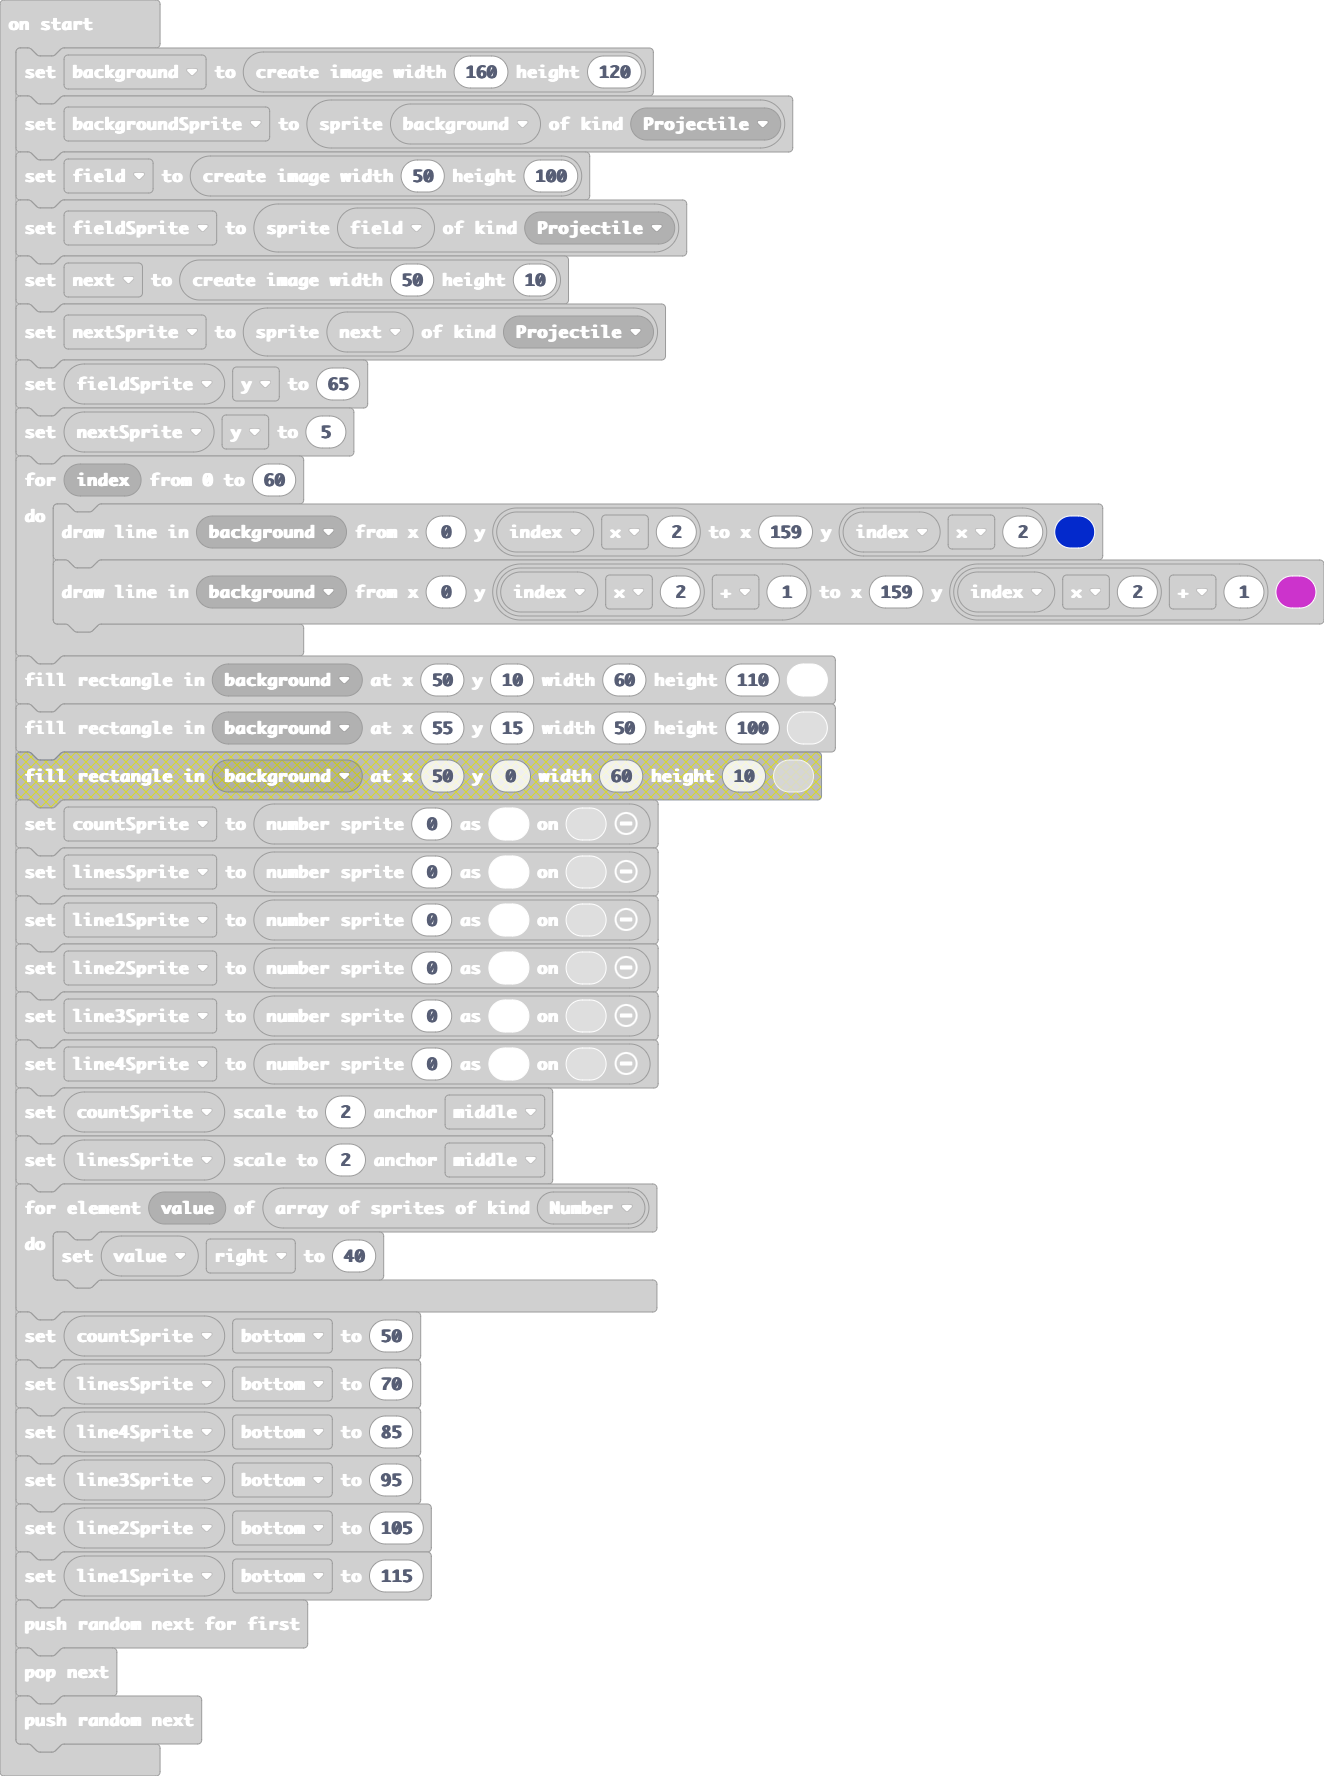 on start
set background to create image width 160 height 120
set backgroundSprite to sprite background of kind Projectile
set field to create image width 50 height 100
set fieldSprite to sprite field of kind Projectile
set next to create image width 50 height 10
set nextSprite to sprite next of kind Projectile
set fieldSprite y to 65
set nextSprite y to 5
for index from 0 to 60
do
draw line in background from x 0 y index x 2 to x 159 y index x 2
draw line in background from x 0 y index x 2 + 1 to x 159 y index x 2 + 1
fill rectangle in background at x 50 y 10 width 60 height 110
fill rectangle in background at x 55 y 15 width 50 height 100
fill rectangle in background at x 50 y 0 width 60 height 10
set countSprite to number sprite 0 as on
set linesSprite to number sprite 0 as on
set line1Sprite to number sprite 0 as on
set line2Sprite to number sprite 0 as on
set line3Sprite to number sprite 0 as on
set line4Sprite to number sprite 0 as on
set countSprite scale to 2 anchor middle
set linesSprite scale to 2 anchor middle
for element value of array of sprites of kind Number
do
set value right to 40
set countSprite bottom to 50
set linesSprite bottom to 70
set line4Sprite bottom to 85
set line3Sprite bottom to 95
set line2Sprite bottom to 105
set line1Sprite bottom to 115
push random next for first
pop next
push random next